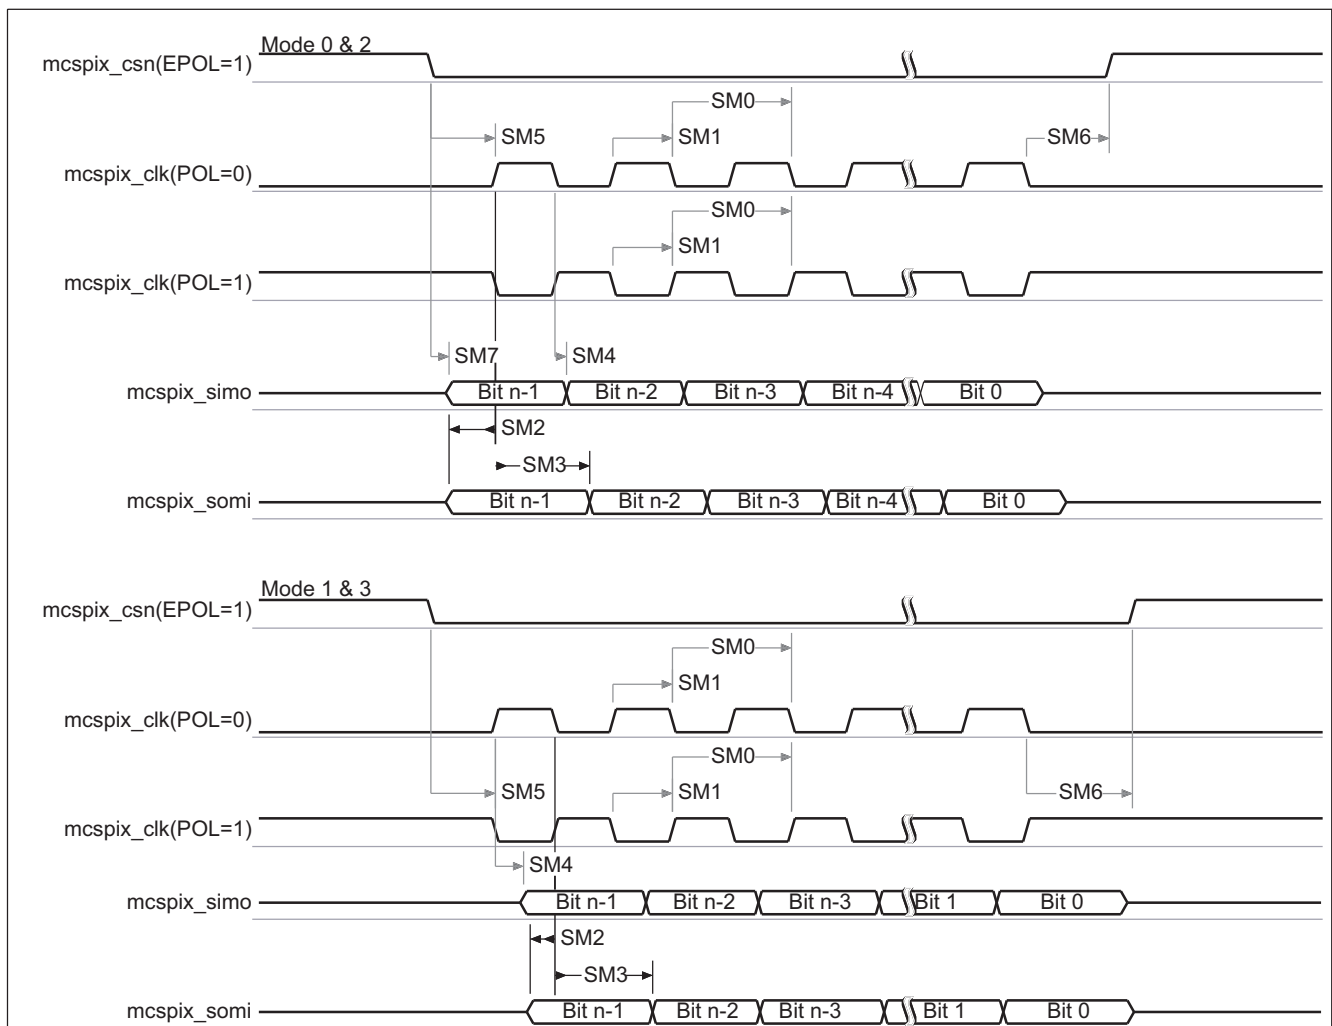 Mode 0 & 2
mcspix_csn(EPOL=1)
SM0
SM5
SM1
SM6
mcspix_clk(POL=0)
SM0
SM1
mcspix_clk(POL=1)
SM7
SM4
mcspix_simo
Bit n-1 Bit n-2 Bit n-3 Bit n-4 Bit 0
SM2
SM3
mcspix_somi
Bit n-1 Bit n-2 Bit n-3 Bit n-4 Bit 0
Mode 1 & 3
mcspix_csn(EPOL=1)
SM0
SM1
mcspix_clk(POL=0)
SM0
SM5
SM1
SM6
mcspix_clk(POL=1)
SM4
mcspix_simo
Bit n-1 Bit n-2 Bit n-3 Bit 1 Bit 0
SM2
SM3
mcspix_somi
Bit n-1 Bit n-2 Bit n-3 Bit 1 Bit 0